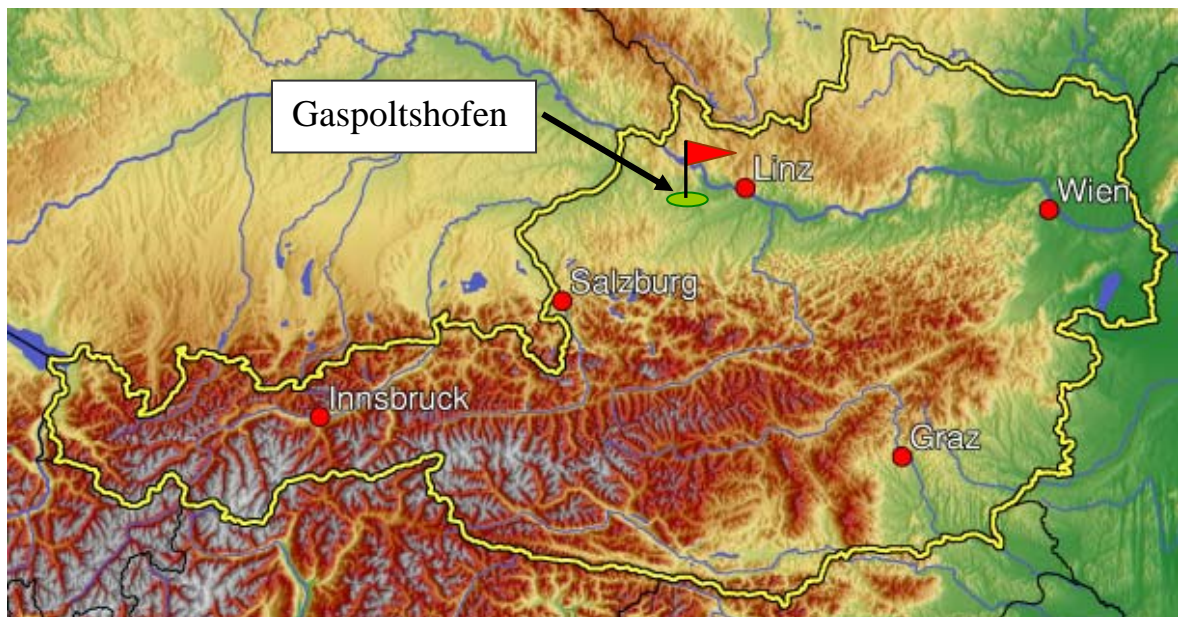 Gaspoltshofen
Linz
Wien
Salzburg
Innsbruck
Graz